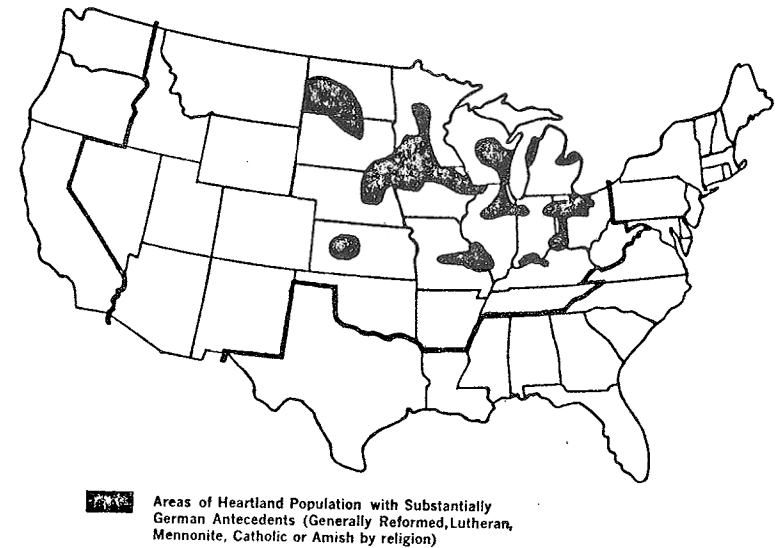 Areas of Heartland Population with Substantially
German Antecedents (Generally Reformed, Lutheran,
Mennonite, Catholic or Amish by religion)